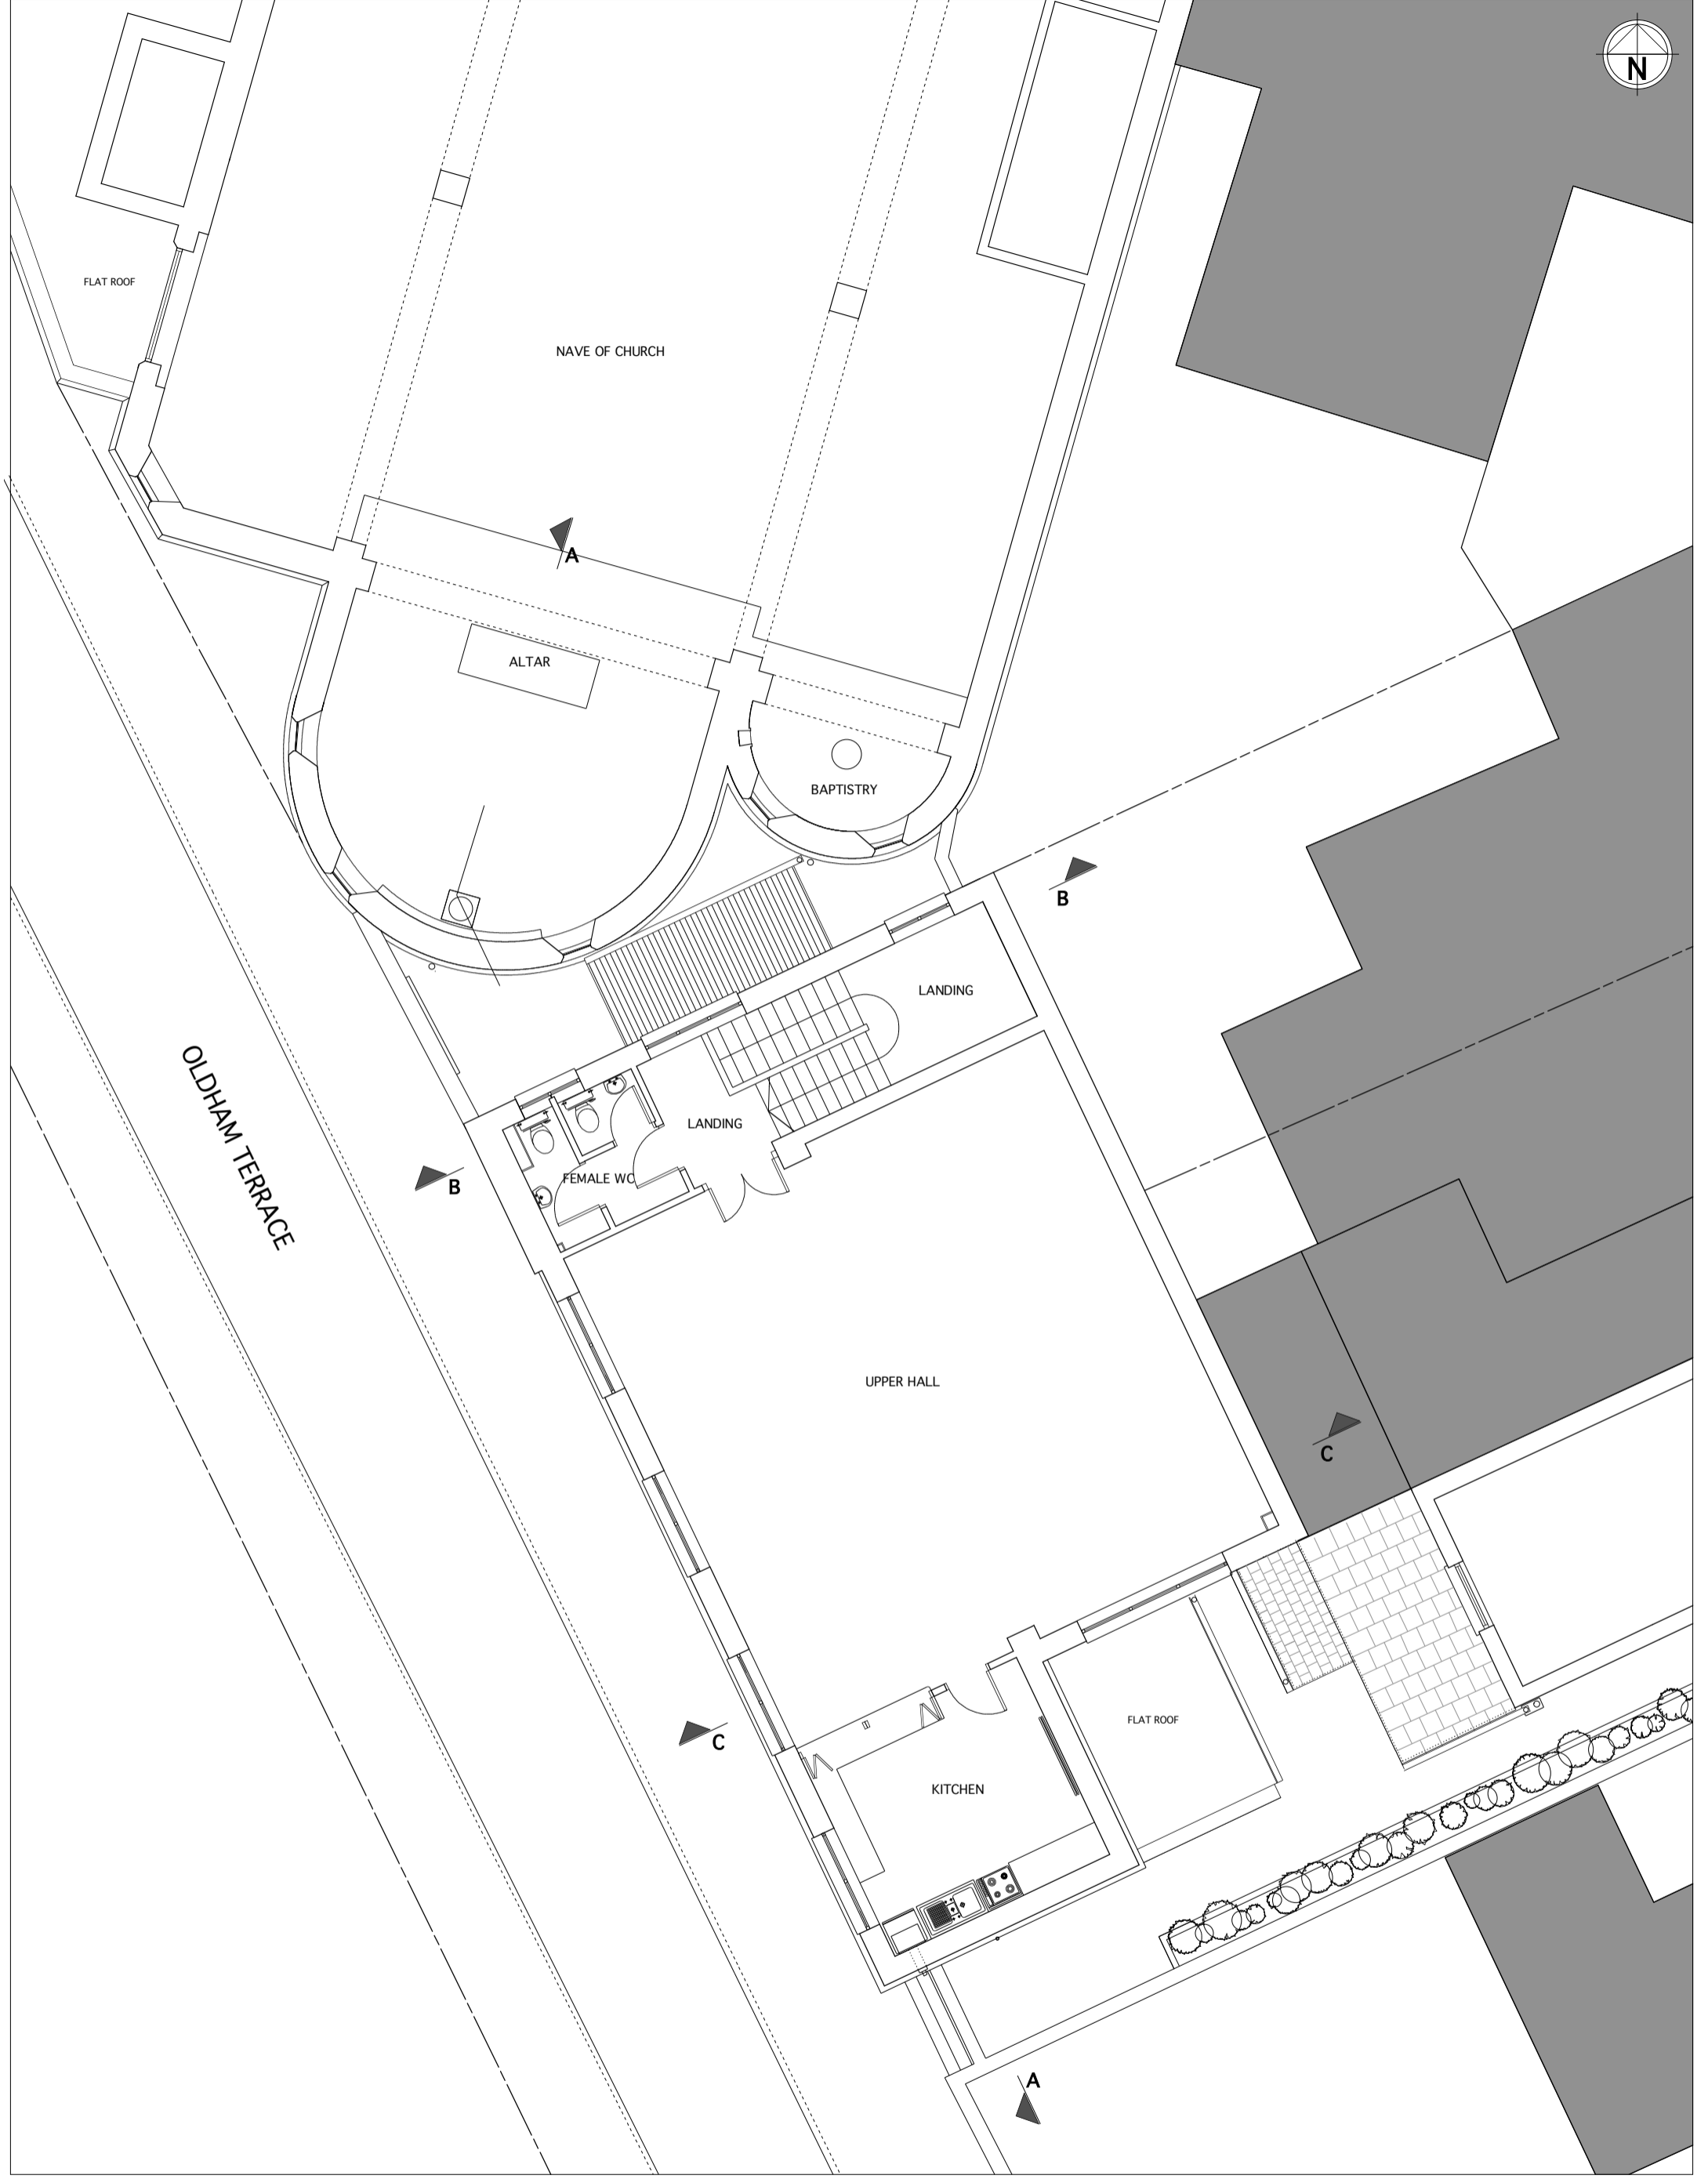 N
FLAT ROOF
NAVE OF CHURCH
A
ALTAR
BAPTISTRY
B
LANDING
OLDHAM TERRACE
LANDING
FEMALE WC
B
UPPER HALL
C
FLAT ROOF
C
KITCHEN
A